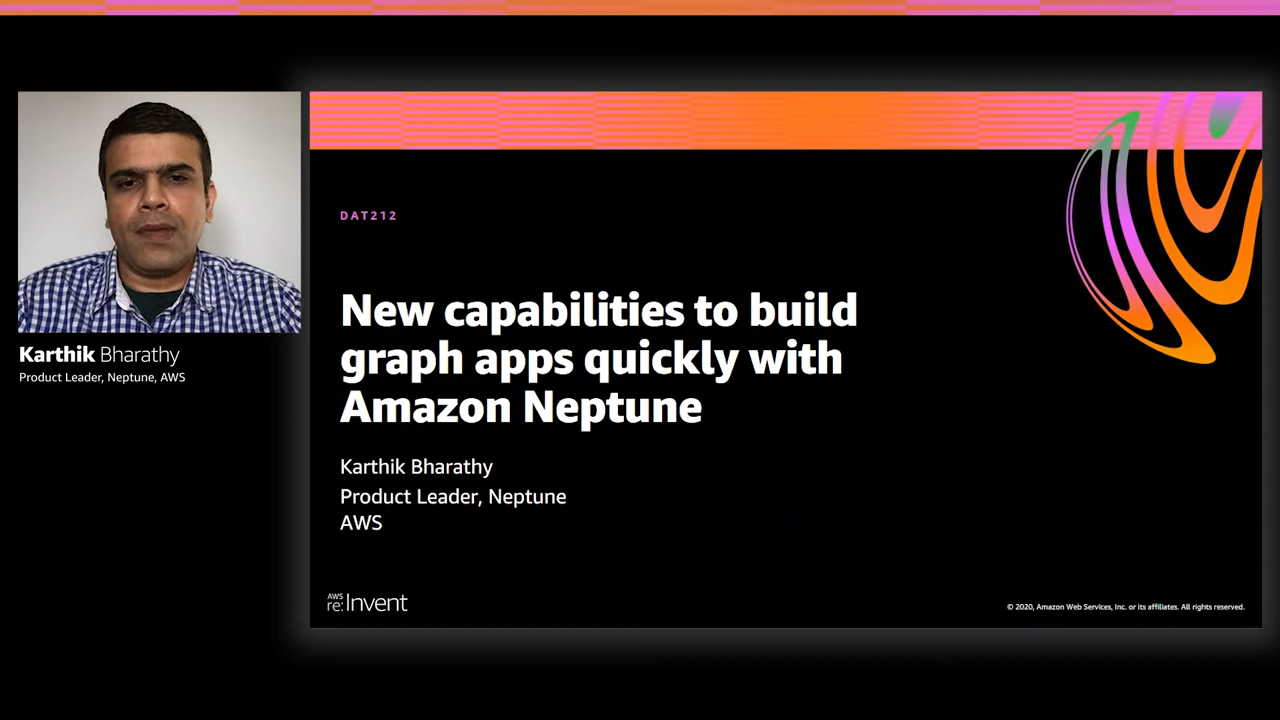 Karthik Bharathy
Product Leader, Neptune, AWS
DAT212
New capabilities to build
graph apps quickly with
Amazon Neptune
Karthik Bharathy
Product Leader, Neptune
AWS
AWS
re:Invent
© 2020, Amazon Web Services, Inc. or its affiliates. All rights reserved.